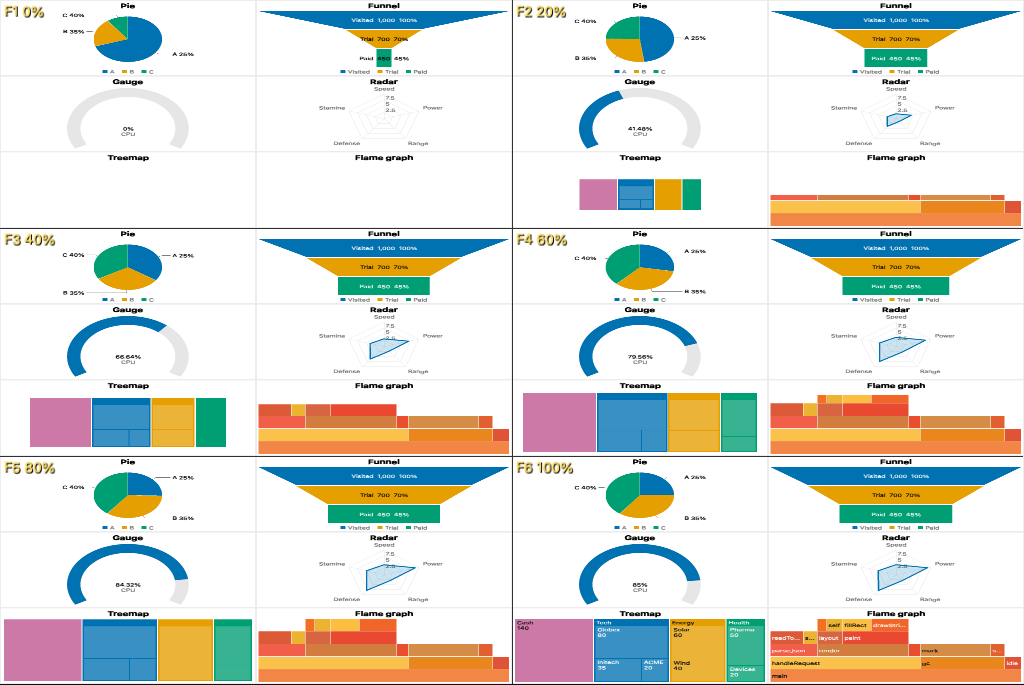 F1 0%
Pie
C 40%
B 35%
A 25%
A B C
Funnel
Visited 1,000 100%
Trial 700 70%
Paid 450 45%
Visited Trial Paid
Gauge
0%
CPU
Radar
Speed
7.5
5
2.5
Stamina Power
Defense Range
Treemap
Flame graph
F2 20%
Pie
C 40%
A 25%
B 35%
A B C
Funnel
Visited 1,000 100%
Trial 700 70%
Paid 450 45%
Visited Trial Paid
Gauge
41.48%
CPU
Radar
Speed
7.5
5
2.5
Stamina Power
Defense Range
Treemap
Flame graph
F3 40%
Pie
C 40% A 25%
B 35%
A B C
Funnel
Visited 1,000 100%
Trial 700 70%
Paid 450 45%
Visited Trial Paid
Gauge
66.64%
CPU
Radar
Speed
7.5
5
2.5
Stamina Power
Defense Range
Treemap
Flame graph
F4 60%
Pie
A 25%
C 40%
B 35%
A B C
Funnel
Visited 1,000 100%
Trial 700 70%
Paid 450 45%
Visited Trial Paid
Gauge
79.56%
CPU
Radar
Speed
7.5
5
2.5
Stamina Power
Defense Range
Treemap
Flame graph
F5 80%
Pie
A 25%
C 40%
B 35%
A B C
Funnel
Visited 1,000 100%
Trial 700 70%
Paid 450 45%
Visited Trial Paid
Gauge
84.32%
CPU
Radar
Speed
7.5
5
2.5
Stamina Power
Defense Range
Treemap
Flame graph
F6 100%
Pie
A 25%
C 40%
B 35%
A B C
Funnel
Visited 1,000 100%
Trial 700 70%
Paid 450 45%
Visited Trial Paid
Gauge
85%
CPU
Radar
Speed
7.5
5
2.5
Stamina Power
Defense Range
Treemap
Cash
140
Tech
Globex
80
Initech
35
ACME
20
Energy
Solar
60
Wind
40
Health
Pharma
50
Devices
20
Flame graph
self fillRect drawStri...
readTo... s... layout paint
parseJson render mark s...
handleRequest gc idle
main